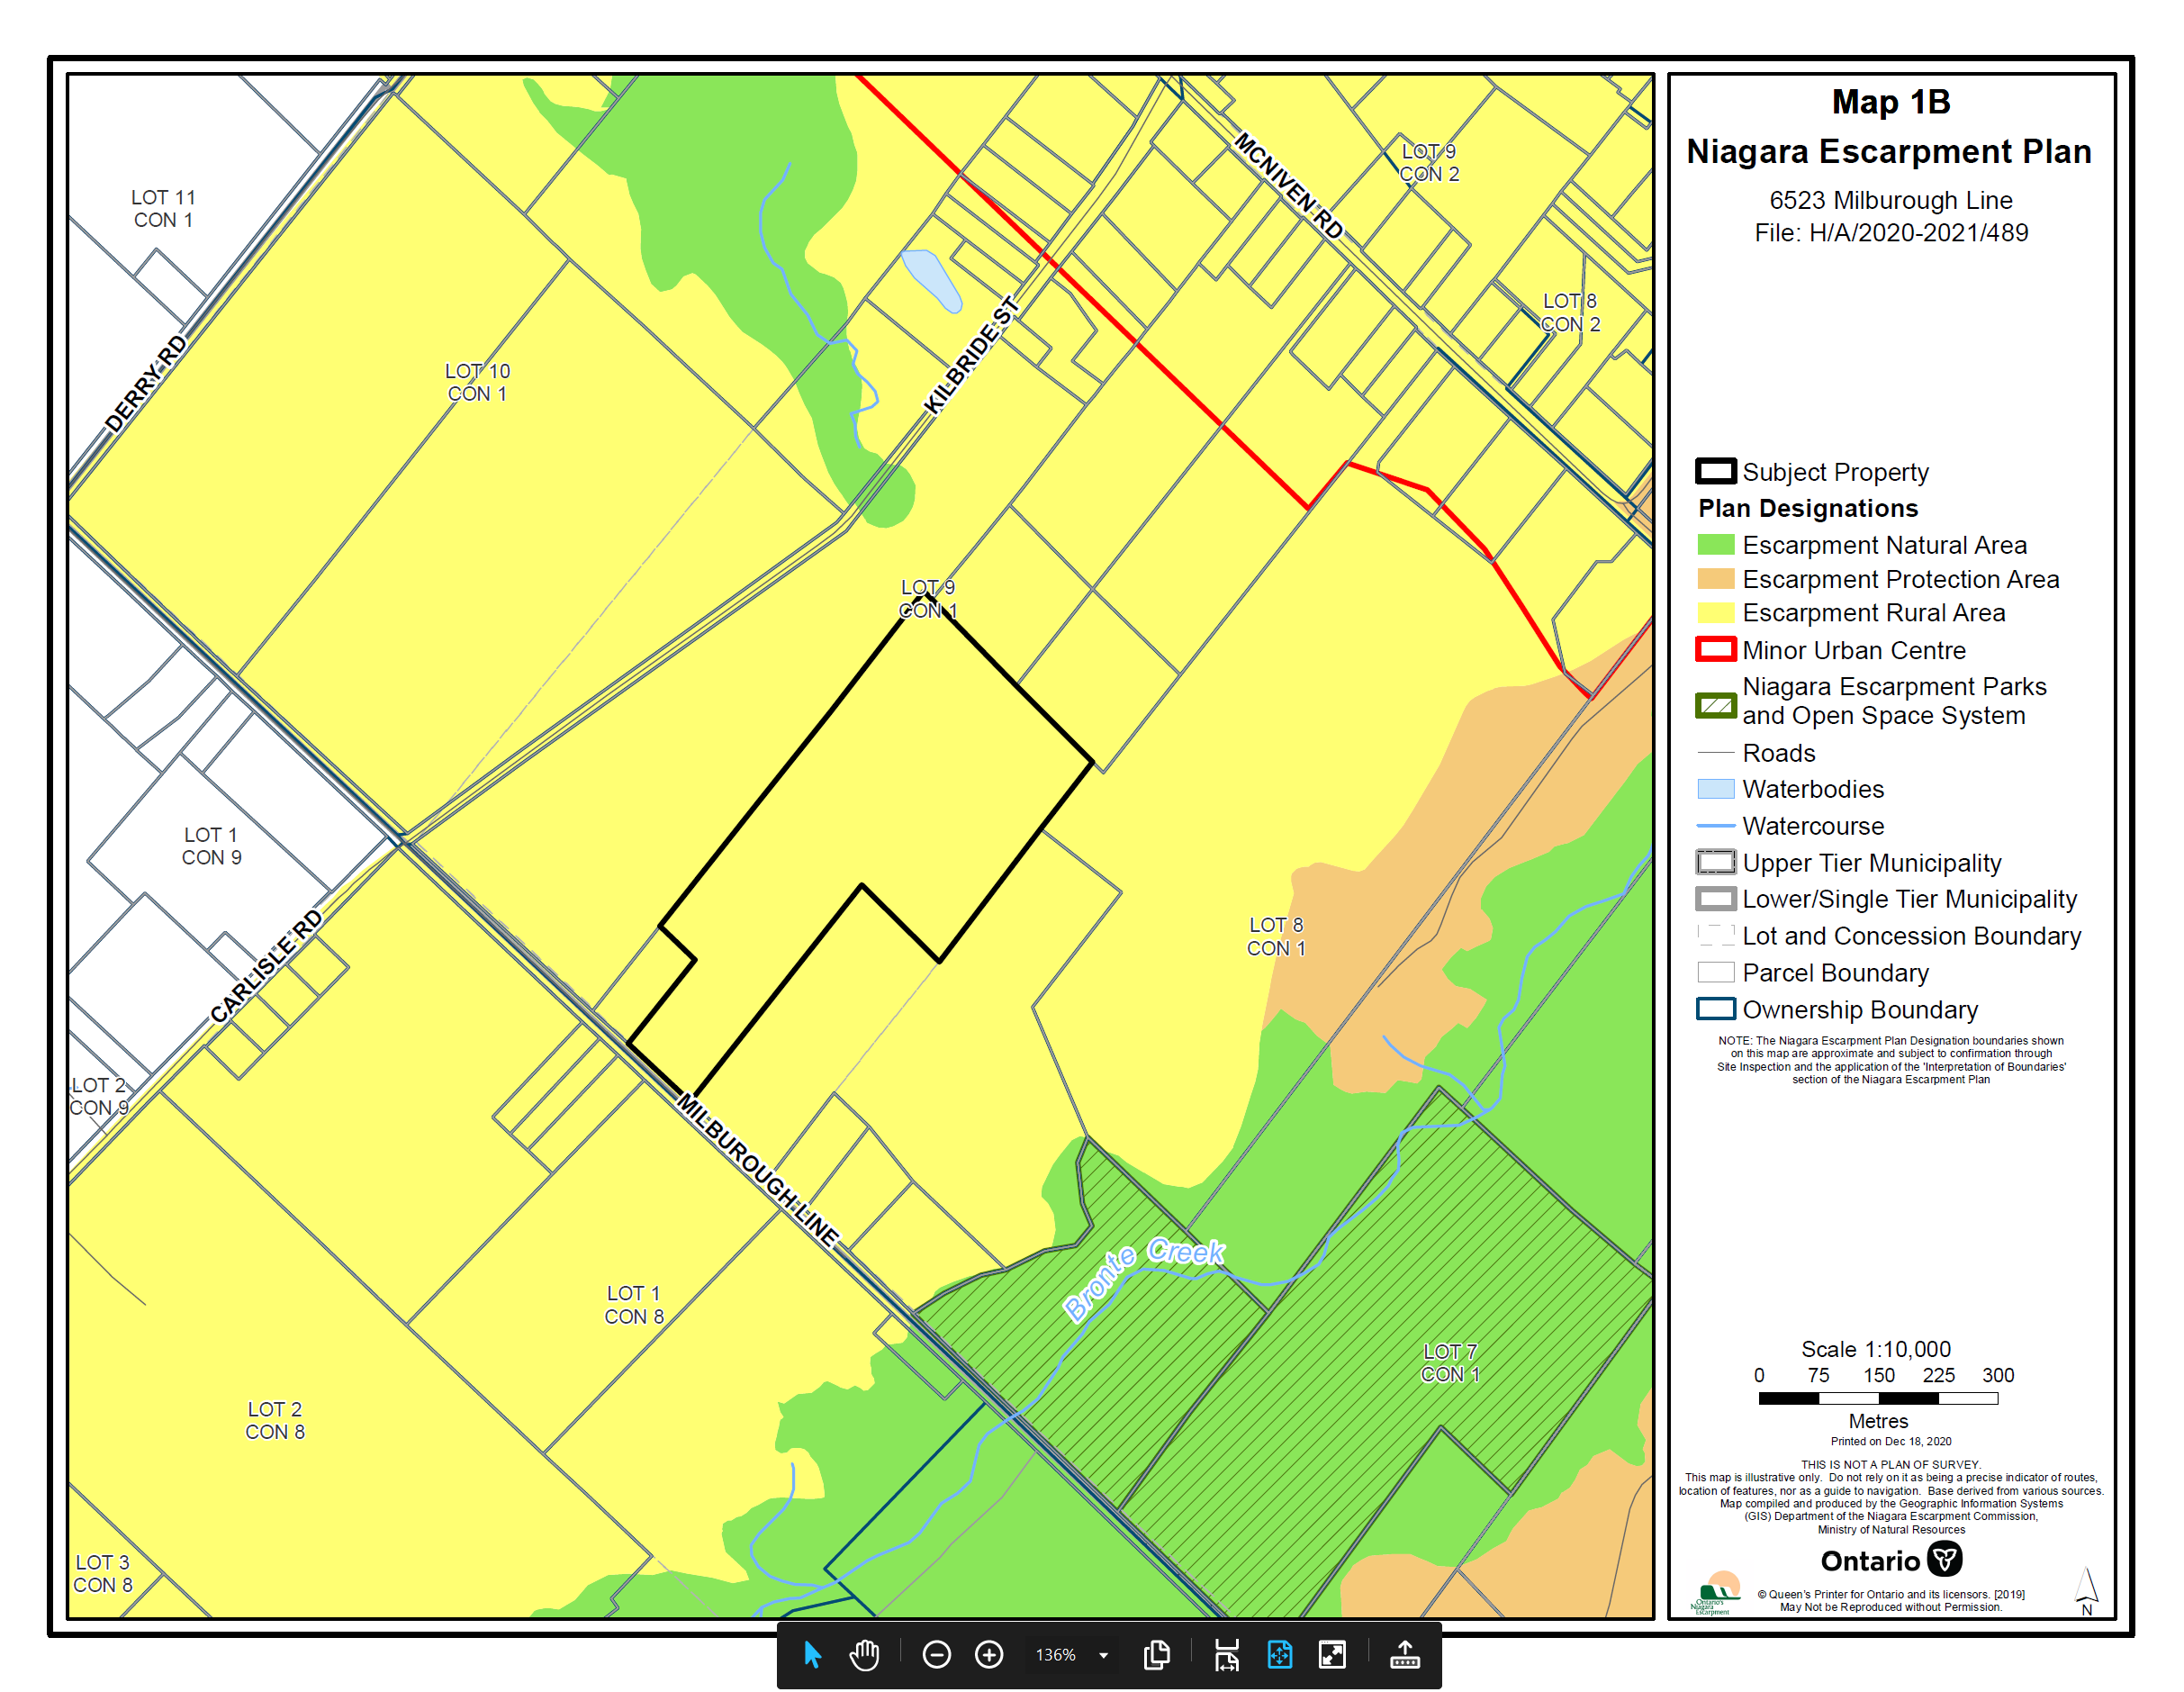 Map 1B
Niagara Escarpment Plan
6523 Milburough Line
File: H/A/2020-2021/489
LOT 11
CON 1
MCNIVEN RD
LOT 9
CON 2
LOT 8
CON 2
DERRY RD
LOT 10
CON 1
KILBRIDE ST
LOT 9
CON 1
LOT 1
CON 9
CARLISLE RD
LOT 8
CON 1
LOT 2
CON 9
MILBUROUGH LINE
Bronte Creek
LOT 1
CON 8
LOT 7
CON 1
LOT 2
CON 8
LOT 3
CON 8
Subject Property
Plan Designations
Escarpment Natural Area
Escarpment Protection Area
Escarpment Rural Area
Minor Urban Centre
Niagara Escarpment Parks
and Open Space System
Roads
Waterbodies
Watercourse
Upper Tier Municipality
Lower/Single Tier Municipality
Lot and Concession Boundary
Parcel Boundary
Ownership Boundary
NOTE: The Niagara Escarpment Plan Designation boundaries shown
on this map are approximate and subject to confirmation through
Site Inspection and the application of the 'Interpretation of Boundaries'
section of the Niagara Escarpment Plan
Scale 1:10,000
0 75 150 225 300
Metres
Printed on Dec 18, 2020
THIS IS NOT A PLAN OF SURVEY.
This map is illustrative only. Do not rely on it as being a precise indicator of routes,
location of features, nor as a guide to navigation. Base derived from various sources.
Map compiled and produced by the Geographic Information Systems
(GIS) Department of the Niagara Escarpment Commission,
Ministry of Natural Resources
Ontario
Ontario's
Niagara
Escarpment
© Queen's Printer for Ontario and its licensors. [2019]
May Not be Reproduced without Permission.
N
136%